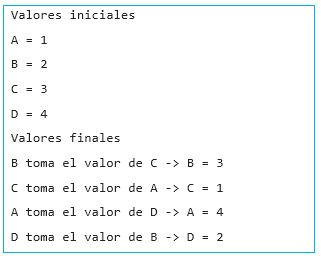 Valores iniciales
A = 1
B = 2
C = 3
D = 4
Valores finales
B toma el valor de C -> B = 3
C toma el valor de A -> C = 1
A toma el valor de D -> A = 4
D toma el valor de B -> D = 2